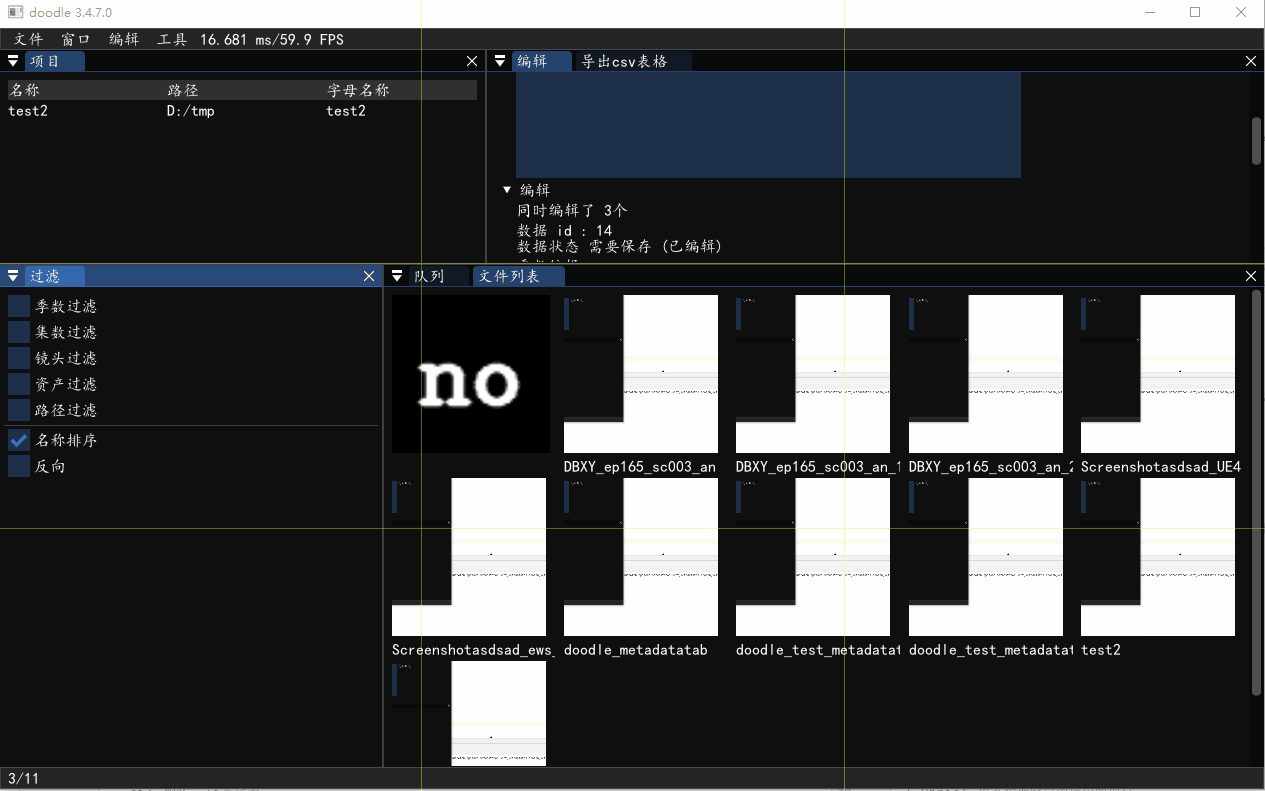 doodle 3.4.7.0
文件 窗口 编辑 工具 16.681 ms/59.9 FPS
项目
名称 路径 字母名称
test2 D:/tmp test2
编辑 导出csv表格
编辑
同时编辑了 3个
数据 id : 14
数据状态 需要保存 (已编辑)
过滤
季数过滤
集数过滤
镜头过滤
资产过滤
路径过滤
名称排序
反向
队列 文件列表
no
DBXY_ep165_sc003_an DBXY_ep165_sc003_an_1 DBXY_ep165_sc003_an_2 Screenshotasdsad_UE4
Screenshotasdsad_ews_ doodle_metadatatab doodle_test_metadatat doodle_test_metadatat test2
3/11